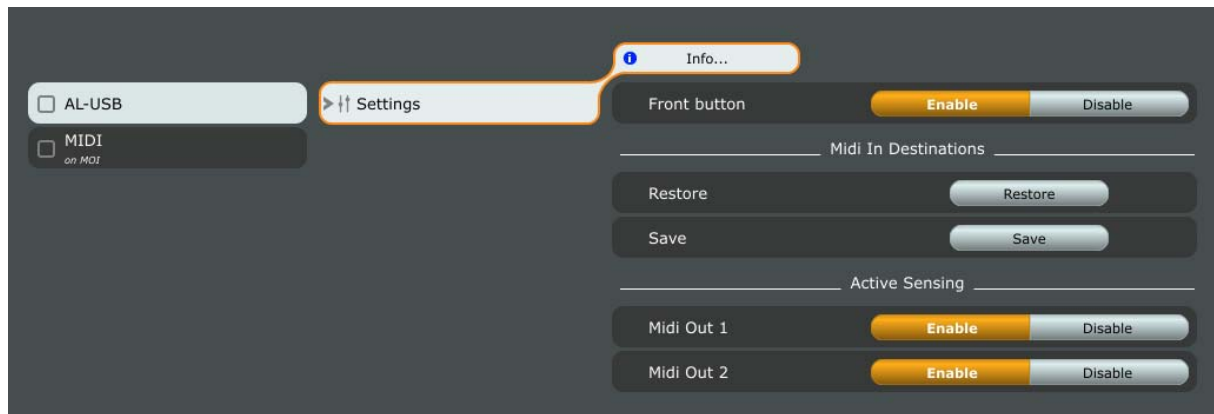 Info...
AL-USB
Settings
Front button Enable Disable
MIDI
on MOI
Midi In Destinations
Restore Restore
Save Save
Active Sensing
Midi Out 1 Enable Disable
Midi Out 2 Enable Disable